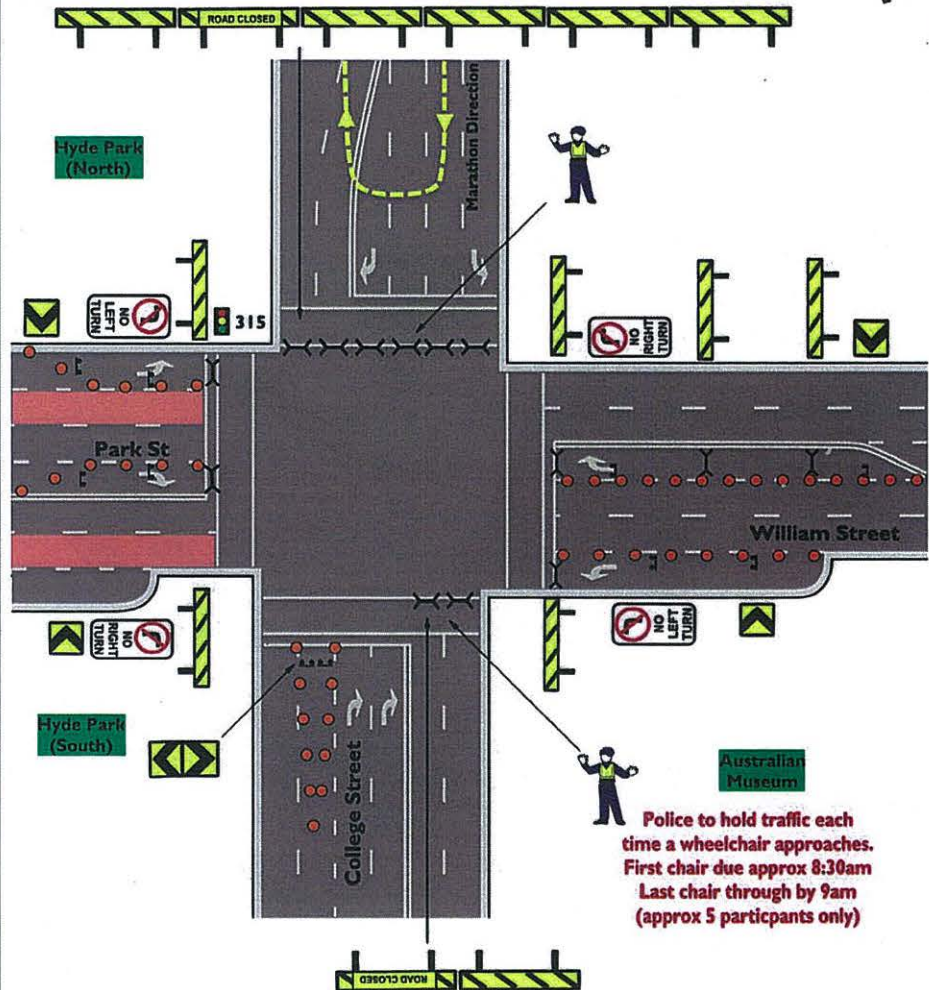 ROAD CLOSED
Hyde Park
(North)
Marathon Direction
NO
LEFT
TURN
315
NO
RIGHT
TURN
Park St
William Street
NO
RIGHT
TURN
NO
LEFT
TURN
Hyde Park
(South)
College Street
Australian
Museum
Police to hold traffic each
time a wheelchair approaches.
First chair due approx 8:30am
Last chair through by 9am
(approx 5 particpants only)
ROAD CLOSED